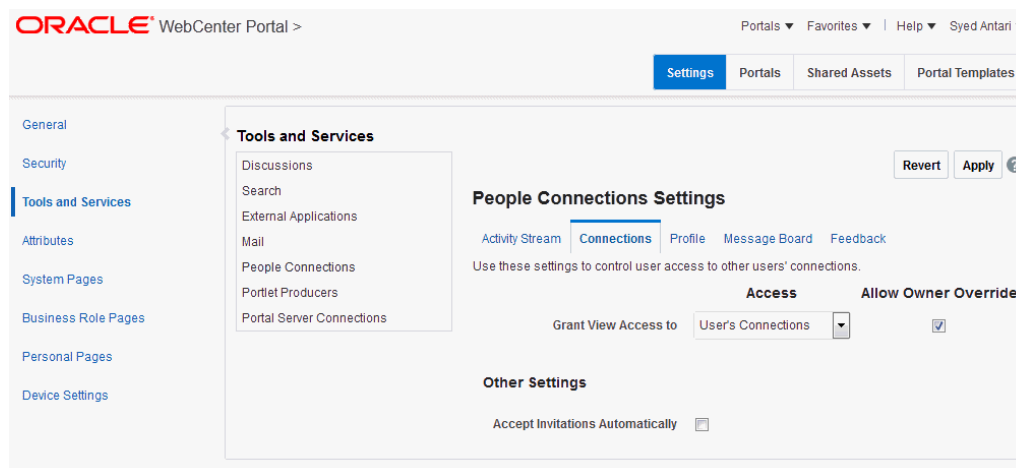 ORACLE® WebCenter Portal >
Portals Favorites Help Syed Antari
Settings Portals Shared Assets Portal Templates
General
Security
Tools and Services
Attributes
System Pages
Business Role Pages
Personal Pages
Device Settings
Tools and Services
Discussions
Search
External Applications
Mail
People Connections
Portlet Producers
Portal Server Connections
Revert Apply ?
People Connections Settings
Activity Stream Connections Profile Message Board Feedback
Use these settings to control user access to other users' connections.
Access Allow Owner Override
Grant View Access to User's Connections
Other Settings
Accept Invitations Automatically